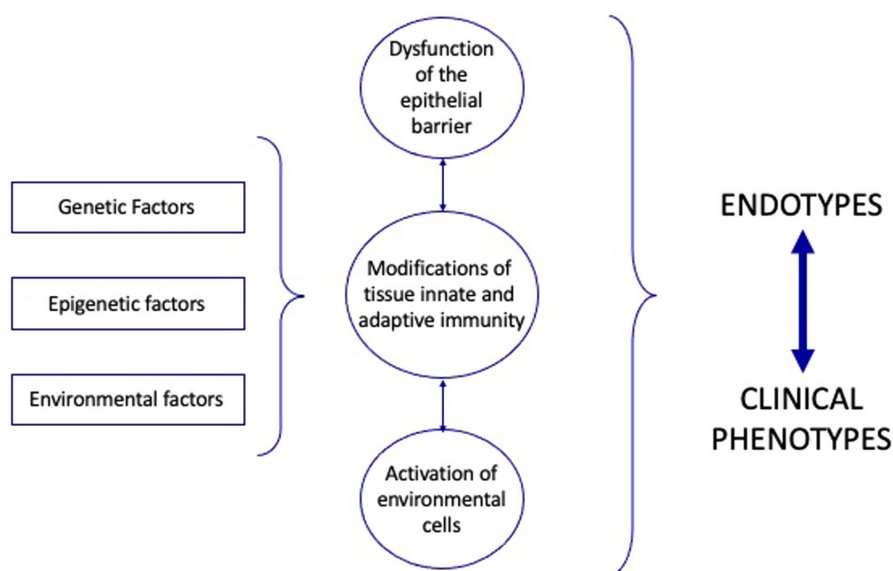 Genetic Factors
Epigenetic factors
Environmental factors
Dysfunction
of the
epithelial
barrier
Modifications of
tissue innate and
adaptive immunity
Activation of
environmental
cells
ENDOTYPES
CLINICAL
PHENOTYPES